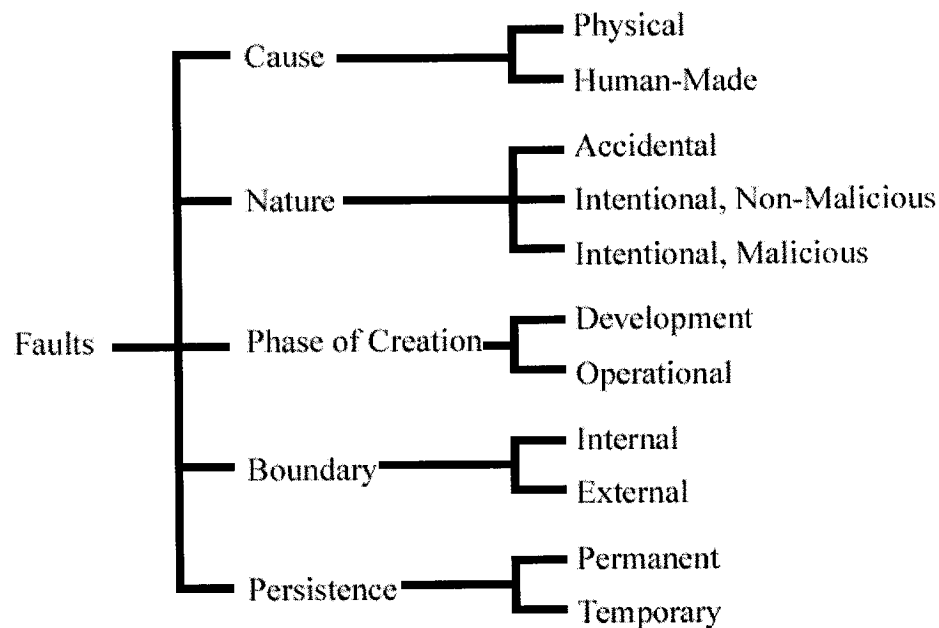 Physical
Cause
Human-Made
Accidental
Nature
Intentional, Non-Malicious
Intentional, Malicious
Development
Faults
Phase of Creation
Operational
Internal
Boundary
External
Permanent
Persistence
Temporary